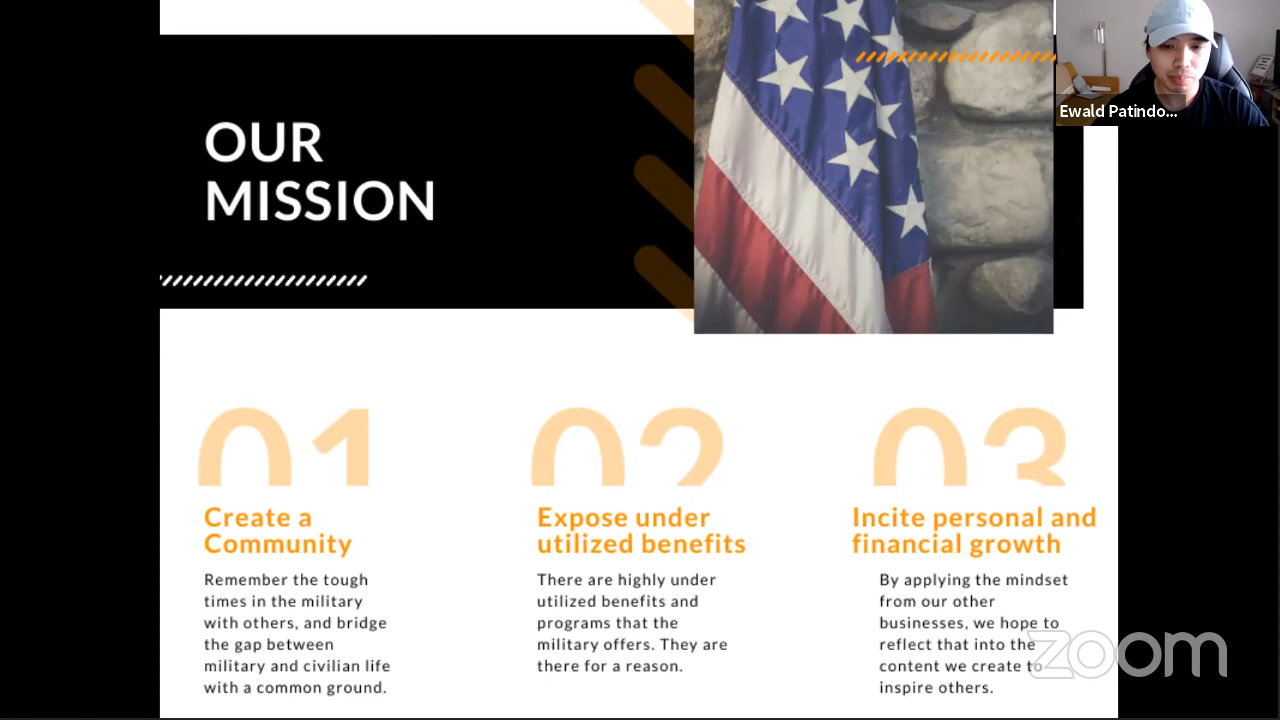 OUR
MISSION
Ewald Patindo...
01
Create a
Community
Remember the tough
times in the military
with others, and bridge
the gap between
military and civilian life
with a common ground.
02
Expose under
utilized benefits
There are highly under
utilized benefits and
programs that the
military offers. They are
there for a reason.
03
Incite personal and
financial growth
By applying the mindset
from our other
businesses, we hope to
reflect that into the
content we create to
inspire others.
zoom